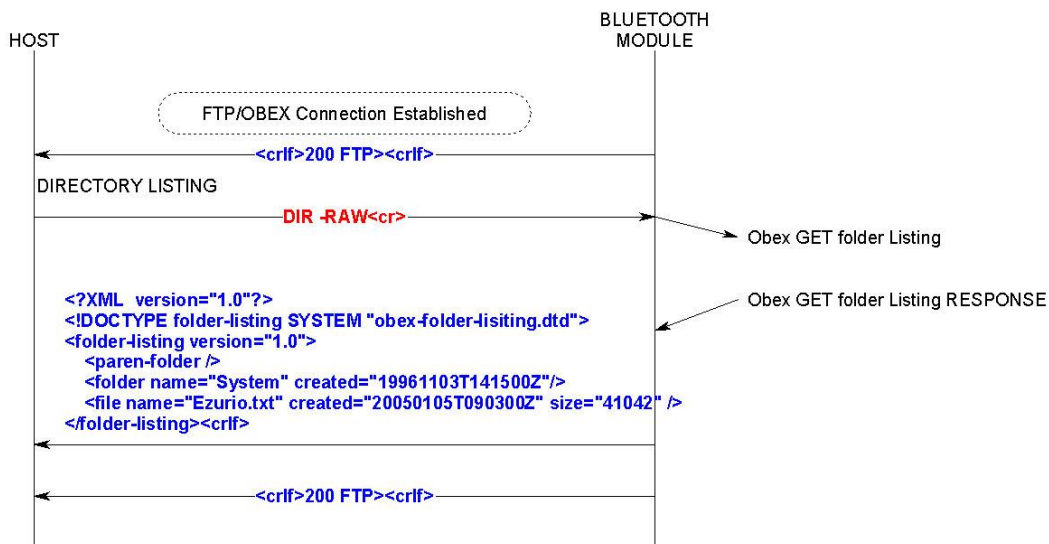 HOST
BLUETOOTH
MODULE
FTP/OBEX Connection Established
<crlf>200 FTP><crlf>
DIRECTORY LISTING
DIR -RAW<cr>
Obex GET folder Listing
Obex GET folder Listing RESPONSE
<?XML  version="1.0"?>
<!DOCTYPE folder-listing SYSTEM "obex-folder-lisiting.dtd">
<folder-listing version="1.0">
<paren-folder />
<folder name="System" created="19961103T141500Z"/>
<file name="Ezurio.txt" created="20050105T090300Z" size="41042" />
</folder-listing><crlf>
<crlf>200 FTP><crlf>